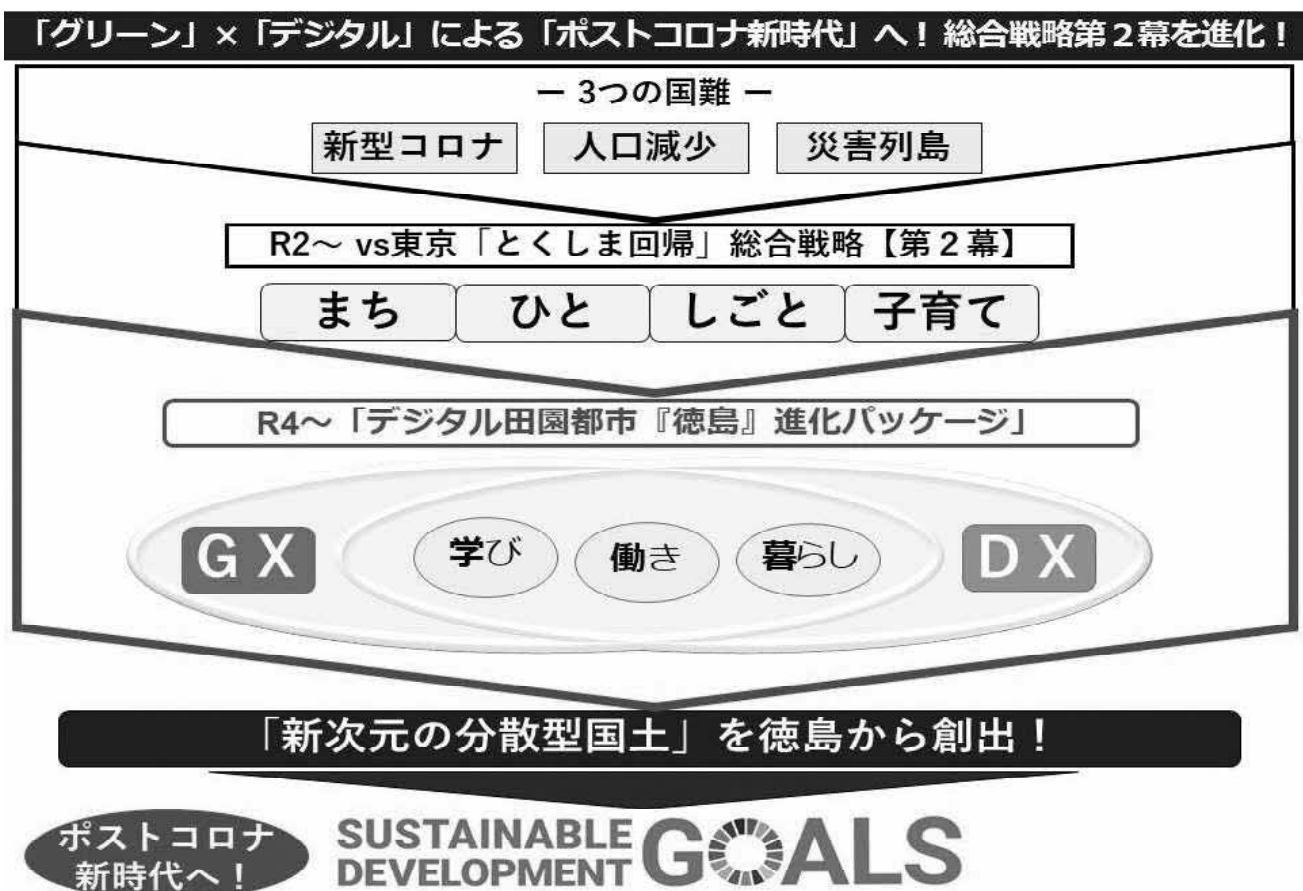 「グリーン」×「デジタル」による「ポストコロナ新時代」へ！総合戦略第２幕を進化！
ー 3つの国難 ー
新型コロナ 人口減少 災害列島
R2～ vs東京「とくしま回帰」総合戦略【第２幕】
まち ひと しごと 子育て
R4～「デジタル田園都市『徳島』進化パッケージ」
GX 学び 働き 暮らし DX
「新次元の分散型国土」を徳島から創出！
ポストコロナ
新時代へ！
SUSTAINABLE
DEVELOPMENT
GOALS